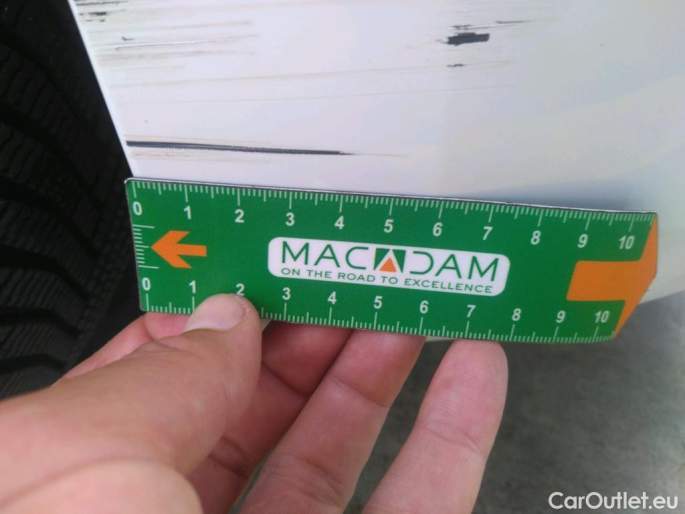 0 1 2 3 4 5 6 7 8 9 10
MACADAM
ON THE ROAD TO EXCELLENCE
0 1 2 3 4 5 6 7 8 9 10
CarOutlet.eu